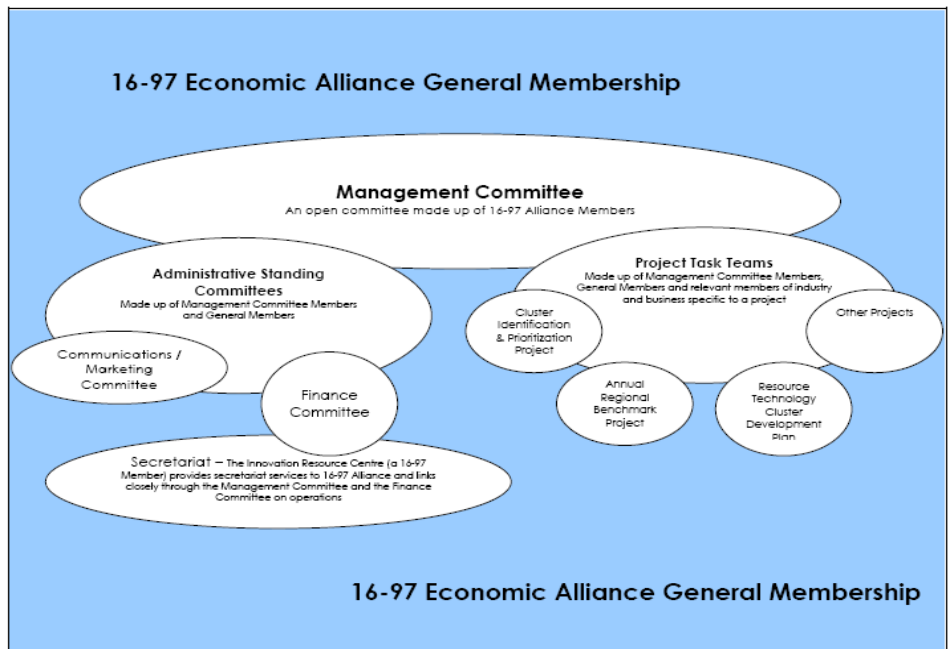 16-97 Economic Alliance General Membership
Management Committee
An open committee made up of 16-97 Alliance Members
Administrative Standing
Committees
Made up of Management Committee Members
and General Members
Communications /
Marketing
Committee
Finance
Committee
Secretariat – The Innovation Resource Centre (a 16-97
Member) provides secretariat services to 16-97 Alliance and links
closely through the Management Committee and the Finance
Committee on operations
Project Task Teams
Made up of Management Committee Members,
General Members and relevant members of industry
and business specific to a project
Cluster
Identification
& Prioritization
Project
Annual
Regional
Benchmark
Project
Resource
Technology
Cluster
Development
Plan
Other Projects
16-97 Economic Alliance General Membership